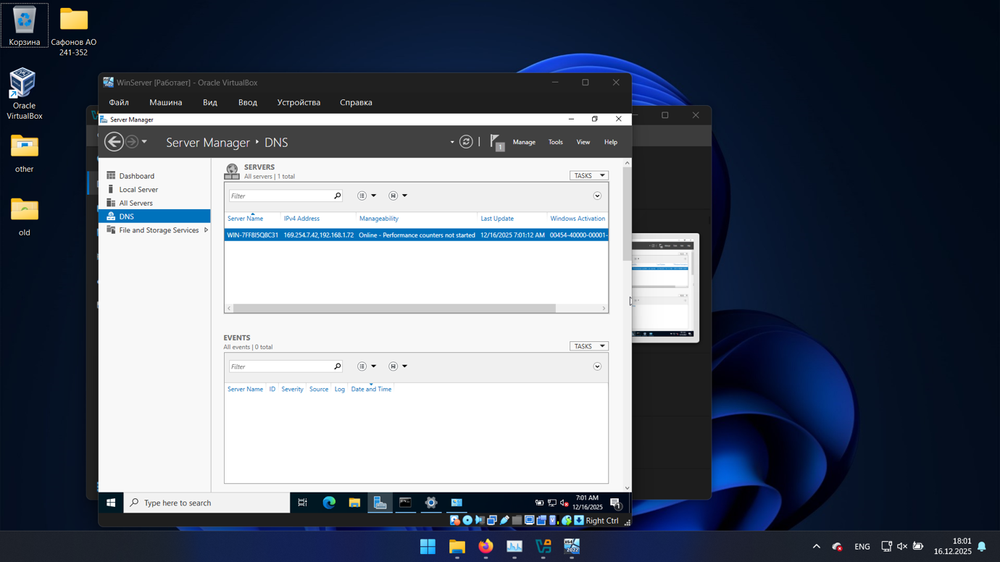 Корзина
Сафонов АО
241-352
Oracle
VirtualBox
other
old
WinServer [Работает] - Oracle VirtualBox
Файл Машина Вид Ввод Устройства Справка
Server Manager
Server Manager DNS
1
Manage Tools View Help
Dashboard
Local Server
All Servers
DNS
File and Storage Services
SERVERS
All servers | 1 total
TASKS
Filter
Server Name IPv4 Address Manageability Last Update Windows Activation
WIN-7FF8I5Q8C31 169.254.7.42,192.168.1.72 Online - Performance counters not started 12/16/2025 7:01:12 AM 00454-40000-00001-
EVENTS
All events | 0 total
TASKS
Filter
Server Name ID Severity Source Log Date and Time
Type here to search
7:01 AM
12/16/2025
1
Right Ctrl
X64
2022
ENG
18:01
16.12.2025